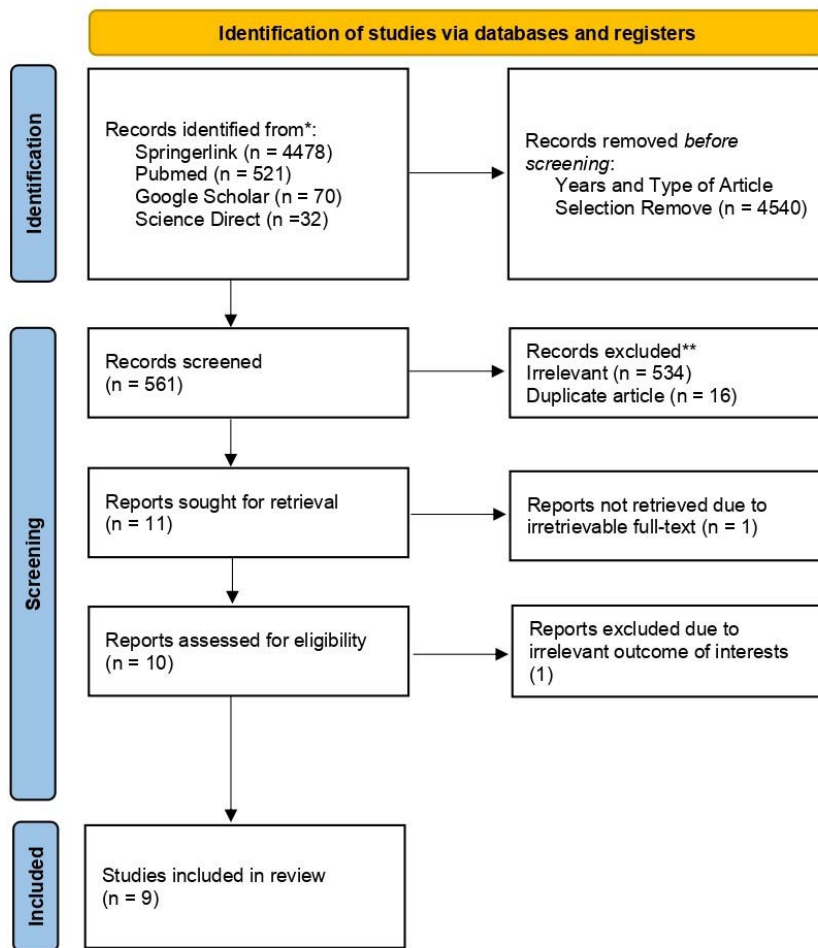 Identification of studies via databases and registers
Identification
Records identified from*:
Springerlink (n = 4478)
Pubmed (n = 521)
Google Scholar (n = 70)
Science Direct (n =32)
Records removed before
screening:
Years and Type of Article
Selection Remove (n = 4540)
Screening
Records screened
(n = 561)
Records excluded**
Irrelevant (n = 534)
Duplicate article (n = 16)
Reports sought for retrieval
(n = 11)
Reports not retrieved due to
irretrievable full-text (n = 1)
Reports assessed for eligibility
(n = 10)
Reports excluded due to
irrelevant outcome of interests
(1)
Included
Studies included in review
(n = 9)